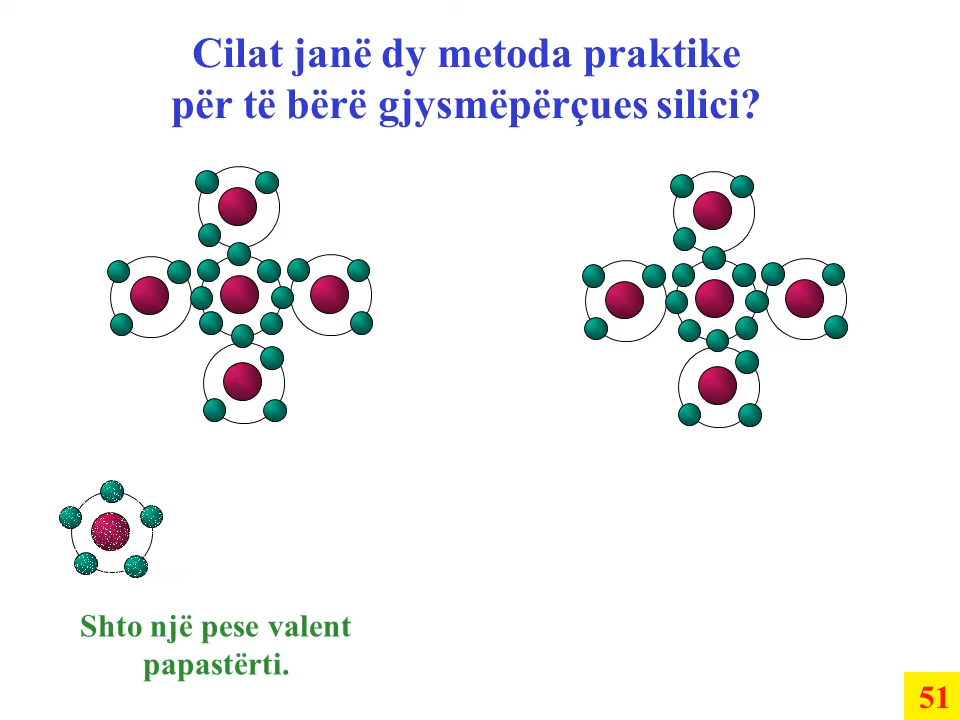 Cilat janë dy metoda praktike
për të bërë gjysmëpërçues silici?
Shto një pese valent
papastërti.
51